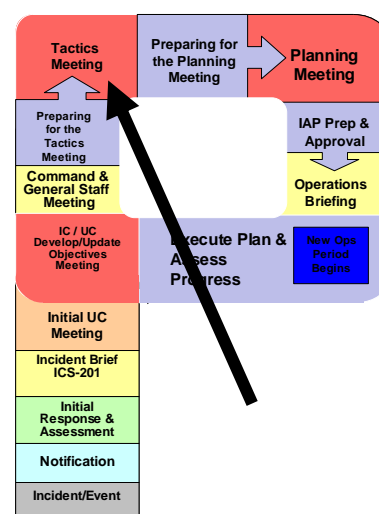 Tactics
Meeting
Preparing for
the Planning
Meeting
Planning
Meeting
Preparing
for the
Tactics
Meeting
IAP Prep &
Approval
Command &
General Staff
Meeting
Operations
Briefing
IC / UC
Develop/Update
Objectives
Meeting
Execute Plan &
Assess
Progress
New Ops
Period
Begins
Initial UC
Meeting
Incident Brief
ICS-201
Initial
Response &
Assessment
Notification
Incident/Event